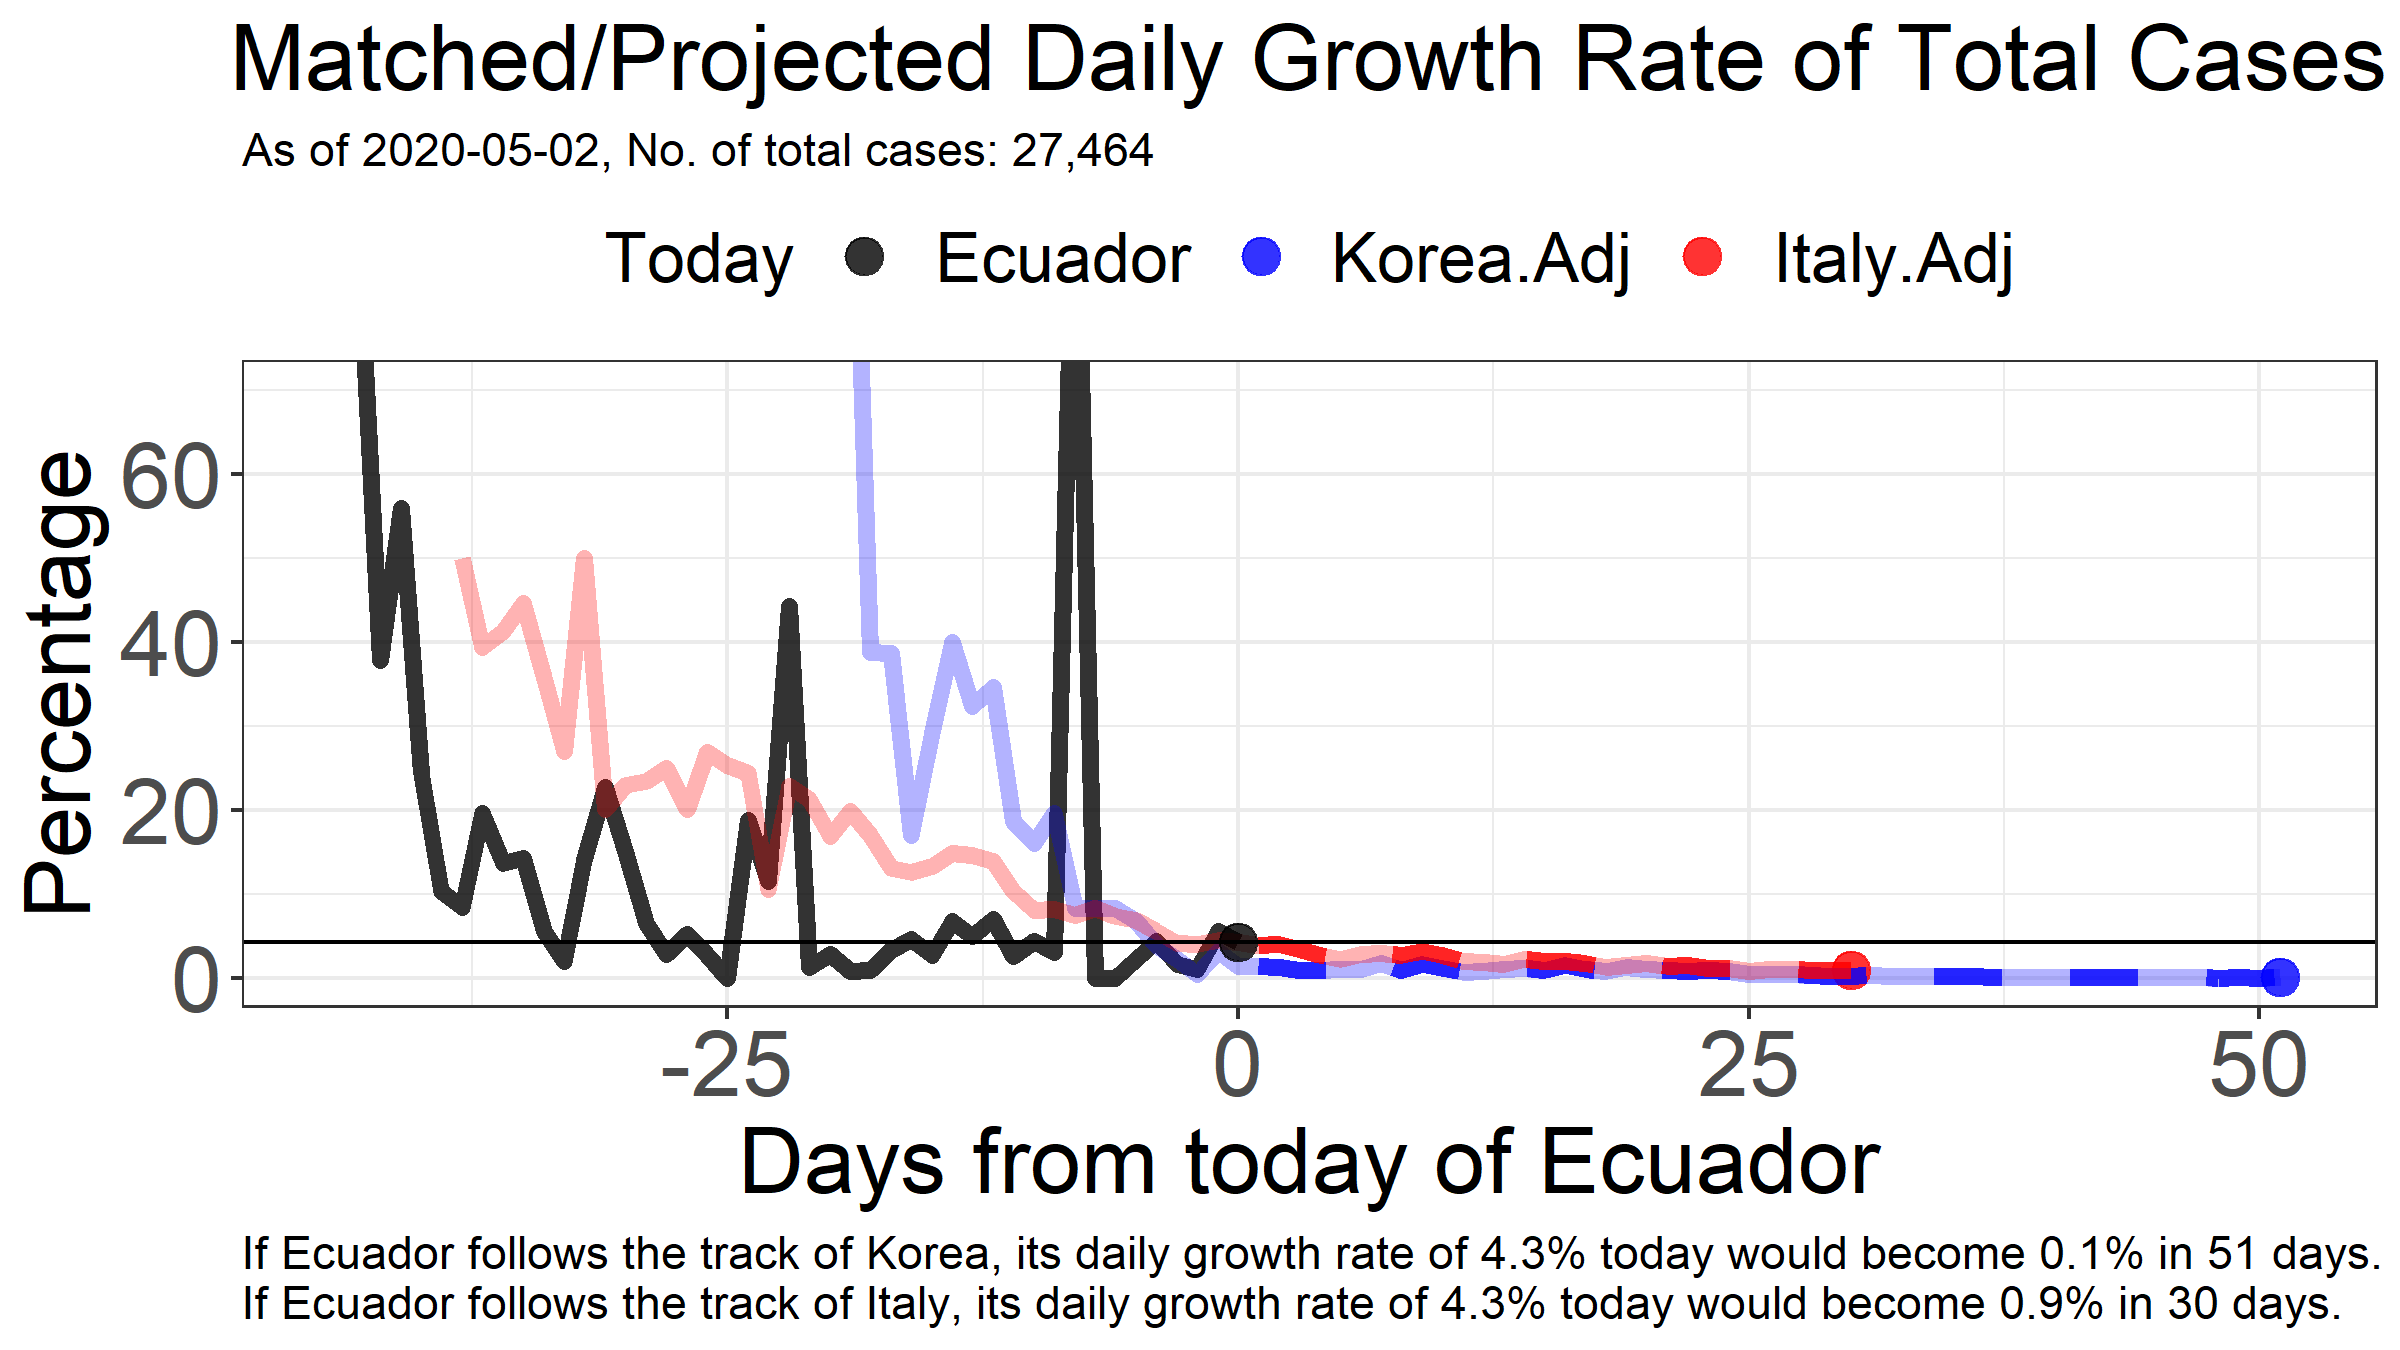 Matched/Projected Daily Growth Rate of Total Cases
As of 2020-05-02, No. of total cases: 27,464
Today Ecuador Korea.Adj Italy.Adj
Percentage
60
40
20
0
-25 0 25 50
Days from today of Ecuador
If Ecuador follows the track of Korea, its daily growth rate of 4.3% today would become 0.1% in 51 days.
If Ecuador follows the track of Italy, its daily growth rate of 4.3% today would become 0.9% in 30 days.